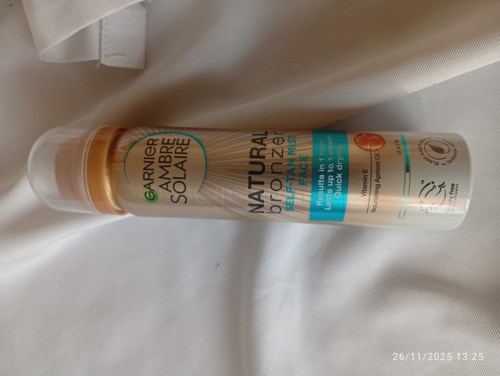 GARNIER
AMBRE
SOLAIRE
NATURAL
bronzer
SELF-TAN MIST
FACE
Results in 1
Lasts up to 1
Quick drying
Vitamin E
Nourishing Apricot Oil
dark
26/11/2025 13:25